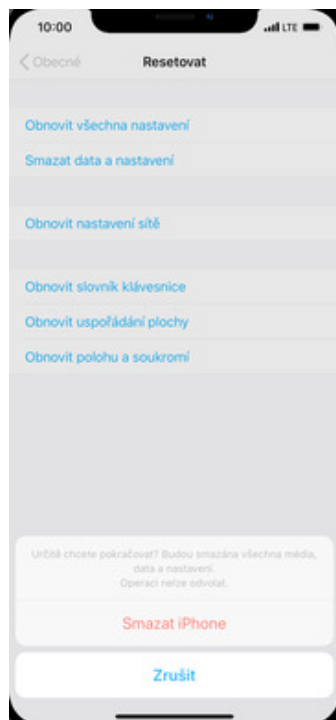 10:00
LTE
Obecné
Resetovat
Obnovit všechna nastavení
Smazat data a nastavení
Obnovit nastavení sítě
Obnovit slovník klávesnice
Obnovit uspořádání plochy
Obnovit polohu a soukromí
Určitě chcete pokračovat? Budou smazána všechna média,
data a nastavení.
Operaci nelze odvolat.
Smazat iPhone
Zrušit